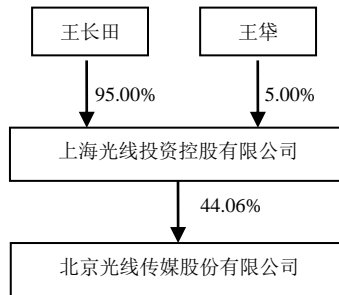 王长田
王牮
95.00%
5.00%
上海光线投资控股有限公司
44.06%
北京光线传媒股份有限公司